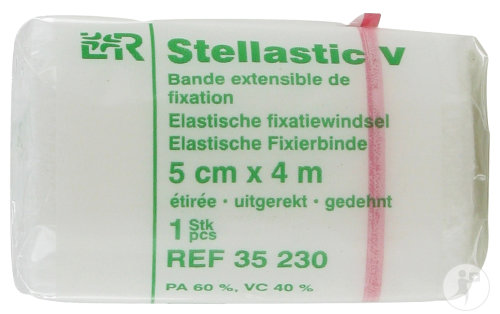 L&R Stellastic V
Bande extensible de
fixation
Elastische fixatiewindsel
Elastische Fixierbinde
5 cm x 4 m
étirée · uitgerekt · gedehnt
1 Stk
pcs
REF 35 230
PA 60 %, VC 40 %